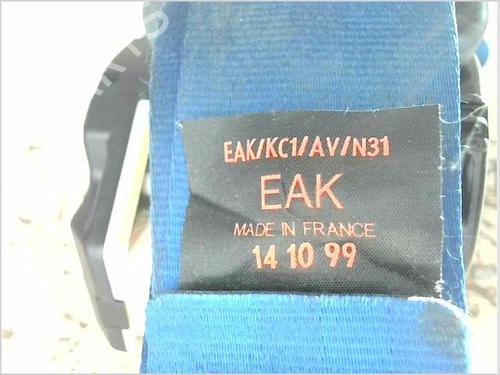 EAK/KC1/AV/N31
EAK
MADE IN FRANCE
14 10 99